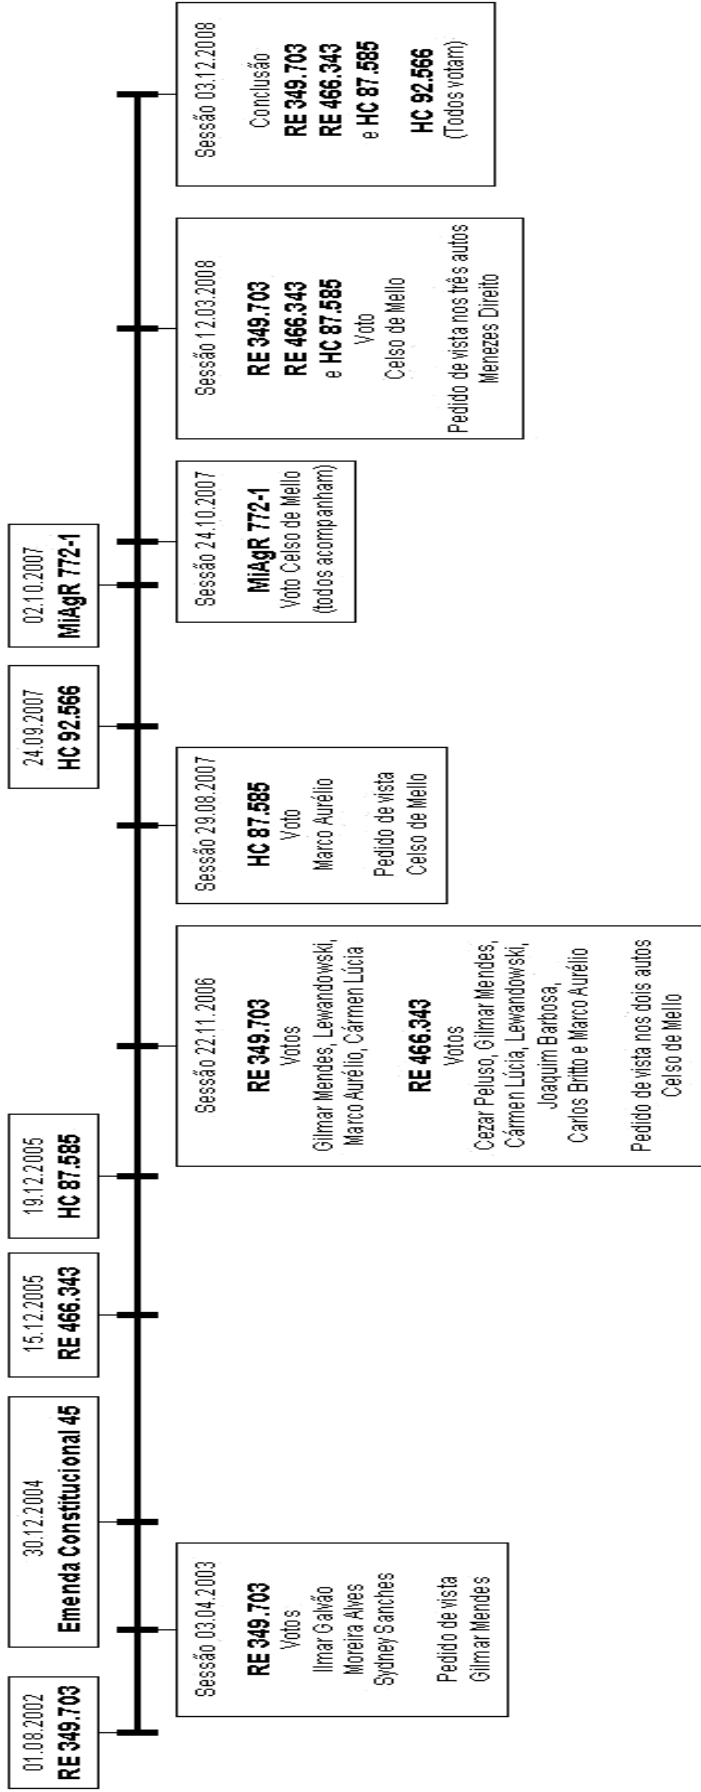 01.08.2002
RE 349.703
Sessão 03.04.2003
RE 349.703
Votos
Ilmar Galvão
Moreira Alves
Sydney Sanches
Pedido de vista
Gilmar Mendes
30.12.2004
Emenda Constitucional 45
15.12.2005
RE 466.343
19.12.2005
HC 87.585
Sessão 22.11.2006
RE 349.703
Votos
Gilmar Mendes, Lewandowski,
Marco Aurélio, Cármen Lúcia
RE 466.343
Votos
Cezar Peluso, Gilmar Mendes,
Cármen Lúcia, Lewandowski,
Joaquim Barbosa,
Carlos Britto e Marco Aurélio
Pedido de vista nos dois autos
Celso de Mello
Sessão 29.08.2007
HC 87.585
Voto
Marco Aurélio
Pedido de vista
Celso de Mello
24.09.2007
HC 92.566
02.10.2007
MiAgR 772-1
Sessão 24.10.2007
MiAgR 772-1
Voto Celso de Mello
(todos acompanham)
Sessão 12.03.2008
RE 349.703
RE 466.343
e HC 87.585
Voto
Celso de Mello
Pedido de vista nos três autos
Menezes Direito
Sessão 03.12.2008
Conclusão
RE 349.703
RE 466.343
e HC 87.585
HC 92.566
(Todos votam)